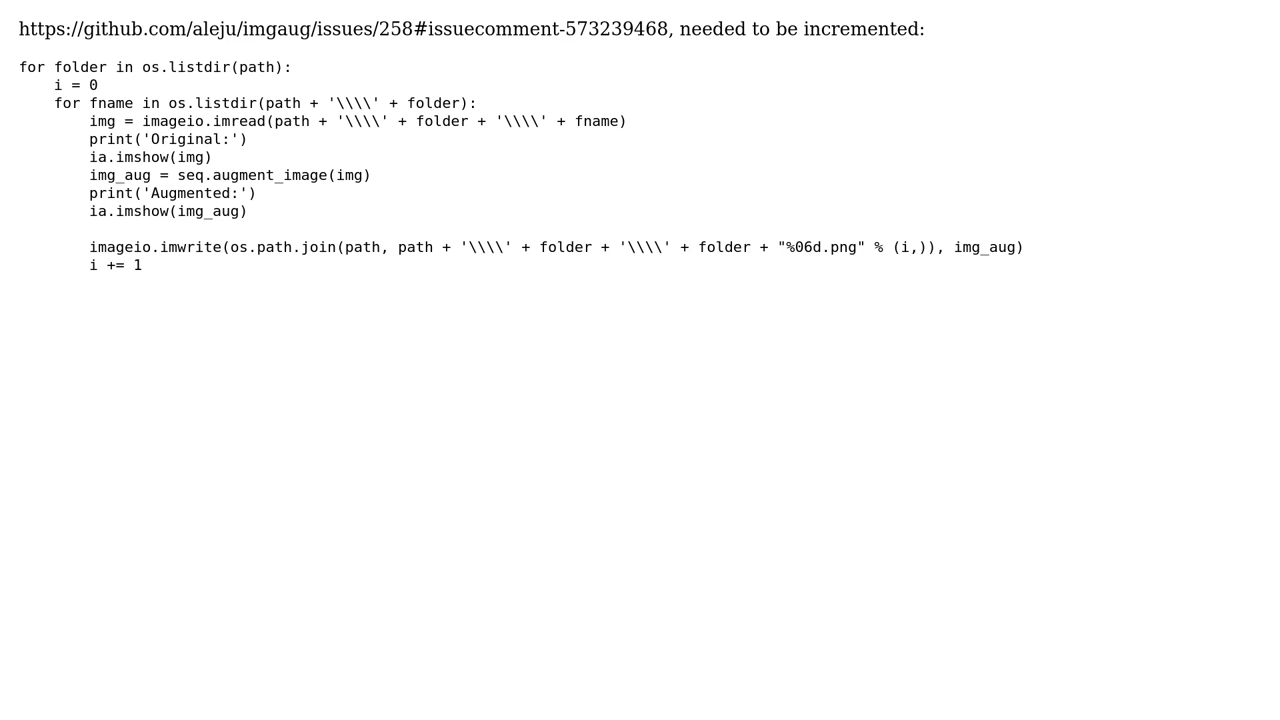 https://github.com/aleju/imgaug/issues/258#issuecomment-573239468, needed to be incremented:
for folder in os.listdir(path):
    i = 0
    for fname in os.listdir(path + '\\\\' + folder):
        img = imageio.imread(path + '\\\\' + folder + '\\\\' + fname)
        print('Original:')
        ia.imshow(img)
        img_aug = seq.augment_image(img)
        print('Augmented:')
        ia.imshow(img_aug)

        imageio.imwrite(os.path.join(path, path + '\\\\' + folder + '\\\\' + folder + "%06d.png" % (i,)), img_aug)
        i += 1